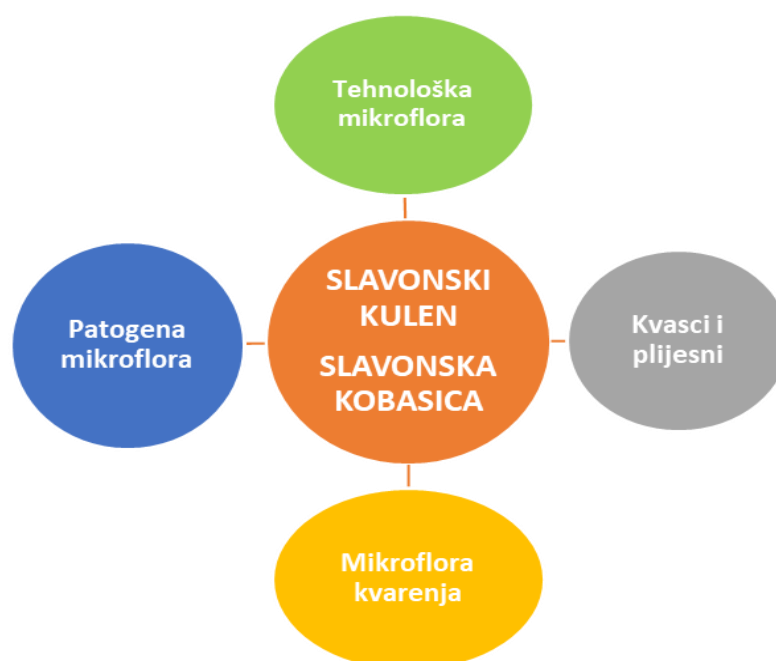 Tehnološka
mikroflora
SLAVONSKI
KULEN
SLAVONSKA
KOBASICA
Patogena
mikroflora
Kvasci i
plijesni
Mikroflora
kvarenja